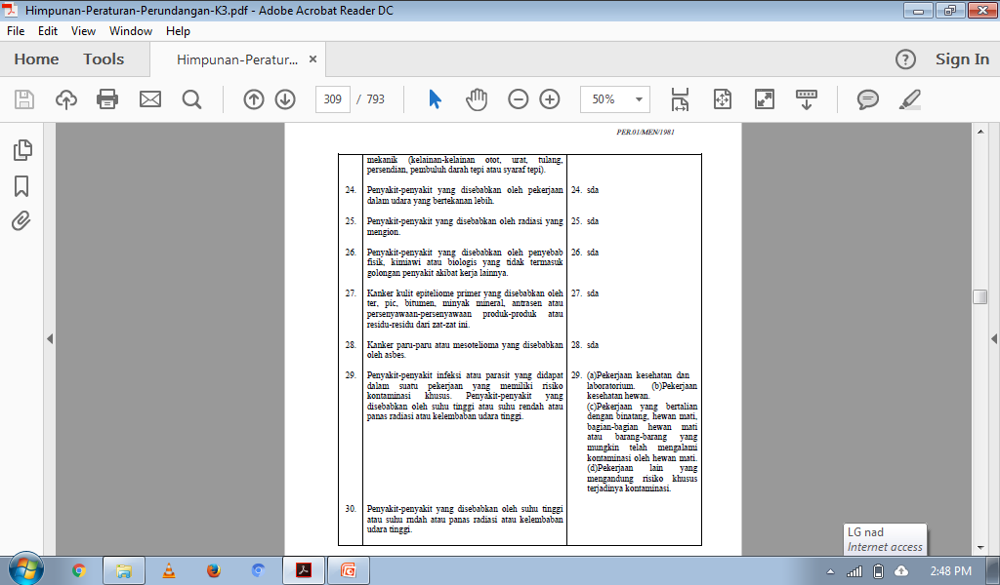 Himpunan-Peraturan-Perundangan-K3.pdf - Adobe Acrobat Reader DC
File Edit View Window Help
Home Tools Himpunan-Peratur... × Sign In
309 / 793 50%
PER.01/MEN/1981
mekanik (kelainan-kelainan otot, urat, tulang,
persendian, pembuluh darah tepi atau syaraf tepi).
24. Penyakit-penyakit yang disebabkan oleh pekerjaan 24. sda
dalam udara yang bertekanan lebih.
25. Penyakit-penyakit yang disebabkan oleh radiasi yang 25. sda
mengion.
26. Penyakit-penyakit yang disebabkan oleh penyebab 26. sda
fisik, kimiawi atau biologis yang tidak termasuk
golongan penyakit akibat kerja lainnya.
27. Kanker kulit epiteliome primer yang disebabkan oleh 27. sda
ter, pic, bitumen, minyak mineral, antrasen atau
persenyawaan-persenyawaan produk-produk atau
residu-residu dari zat-zat ini.
28. Kanker paru-paru atau mesotelioma yang disebabkan 28. sda
oleh asbes.
29. Penyakit-penyakit infeksi atau parasit yang didapat
dalam suatu pekerjaan yang memiliki risiko
kontaminasi khusus. Penyakit-penyakit yang
disebabkan oleh suhu tinggi atau suhu rendah atau
panas radiasi atau kelembaban udara tinggi.
29. (a)Pekerjaan kesehatan dan
laboratorium. (b)Pekerjaan
kesehatan hewan.
(c)Pekerjaan yang bertalian
dengan binatang, hewan mati,
bagian-bagian hewan mati
atau barang-barang yang
mungkin telah mengalami
kontaminasi oleh hewan mati.
(d)Pekerjaan lain yang
mengandung risiko khusus
terjadinya kontaminasi.
30. Penyakit-penyakit yang disebabkan oleh suhu tinggi
atau suhu rndah atau panas radiasi atau kelembaban
udara tinggi.
LG nad
Internet access
2:48 PM